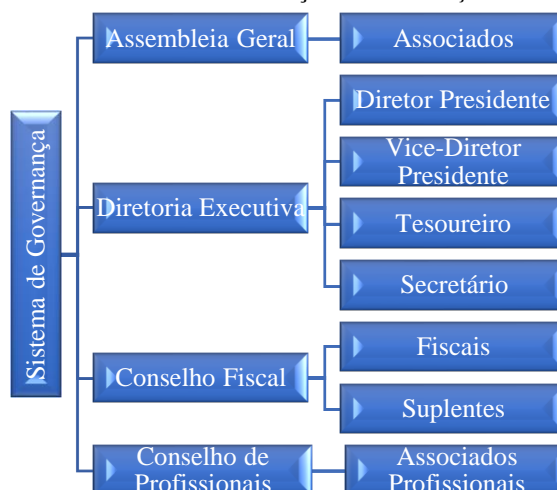 Sistema de Governança
Assembleia Geral
Associados
Diretoria Executiva
Diretor Presidente
Vice-Diretor
Presidente
Tesoureiro
Secretário
Conselho Fiscal
Fiscais
Suplentes
Conselho de
Profissionais
Associados
Profissionais